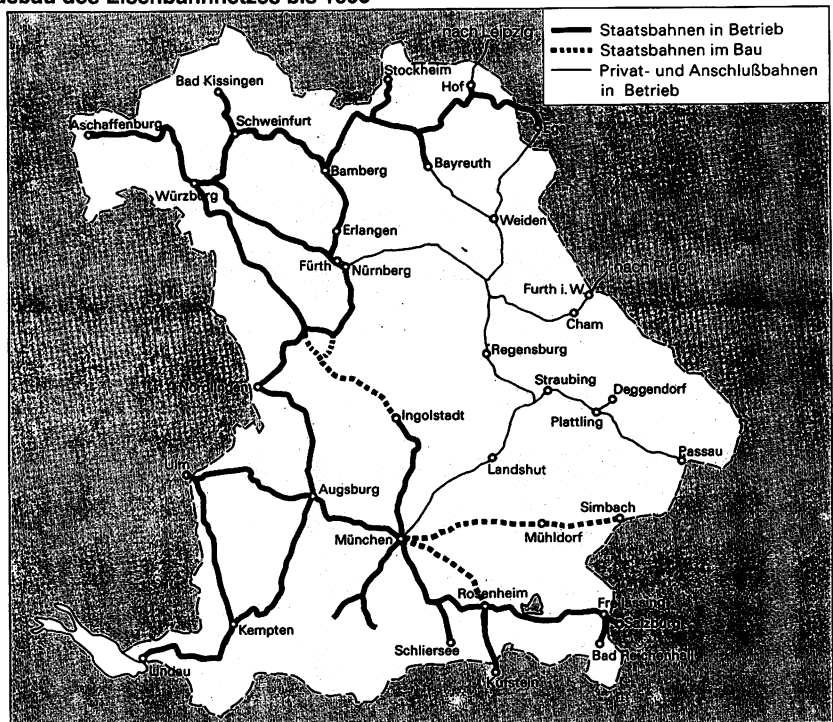 Staatsbahnen in Betrieb
Staatsbahnen im Bau
Privat- und Anschlußbahnen
in Betrieb
nach Leipzig
Stockheim
Hof
Bad Kissingen
Aschaffenburg
Schweinfurt
Bamberg
Bayreuth
Würzburg
Weiden
Erlangen
Fürth
Nürnberg
nach Prag
Furth i. W.
Cham
Regensburg
Straubing
Deggendorf
Nördlingen
Ingolstadt
Plattling
Passau
Landshut
Ulm
Augsburg
Simbach
München
Mühldorf
Rosenheim
Salzburg
Kempten
Schliersee
Bad Reichenhall
Lindau
Kufstein